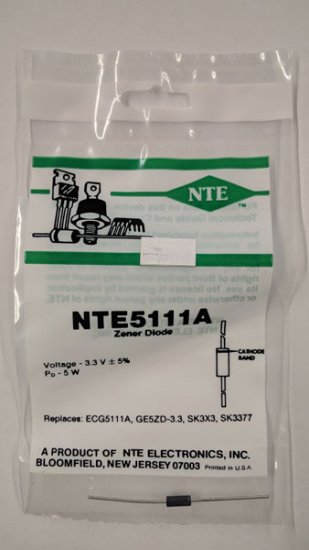 NTE™
NTE5111A
Zener Diode
Voltage - 3.3 V ± 5%
PD - 5 W
CATHODE
BAND
Replaces: ECG5111A, GE5ZD-3.3, SK3X3, SK3377
A PRODUCT OF NTE ELECTRONICS, INC.
BLOOMFIELD, NEW JERSEY 07003 Printed in U.S.A